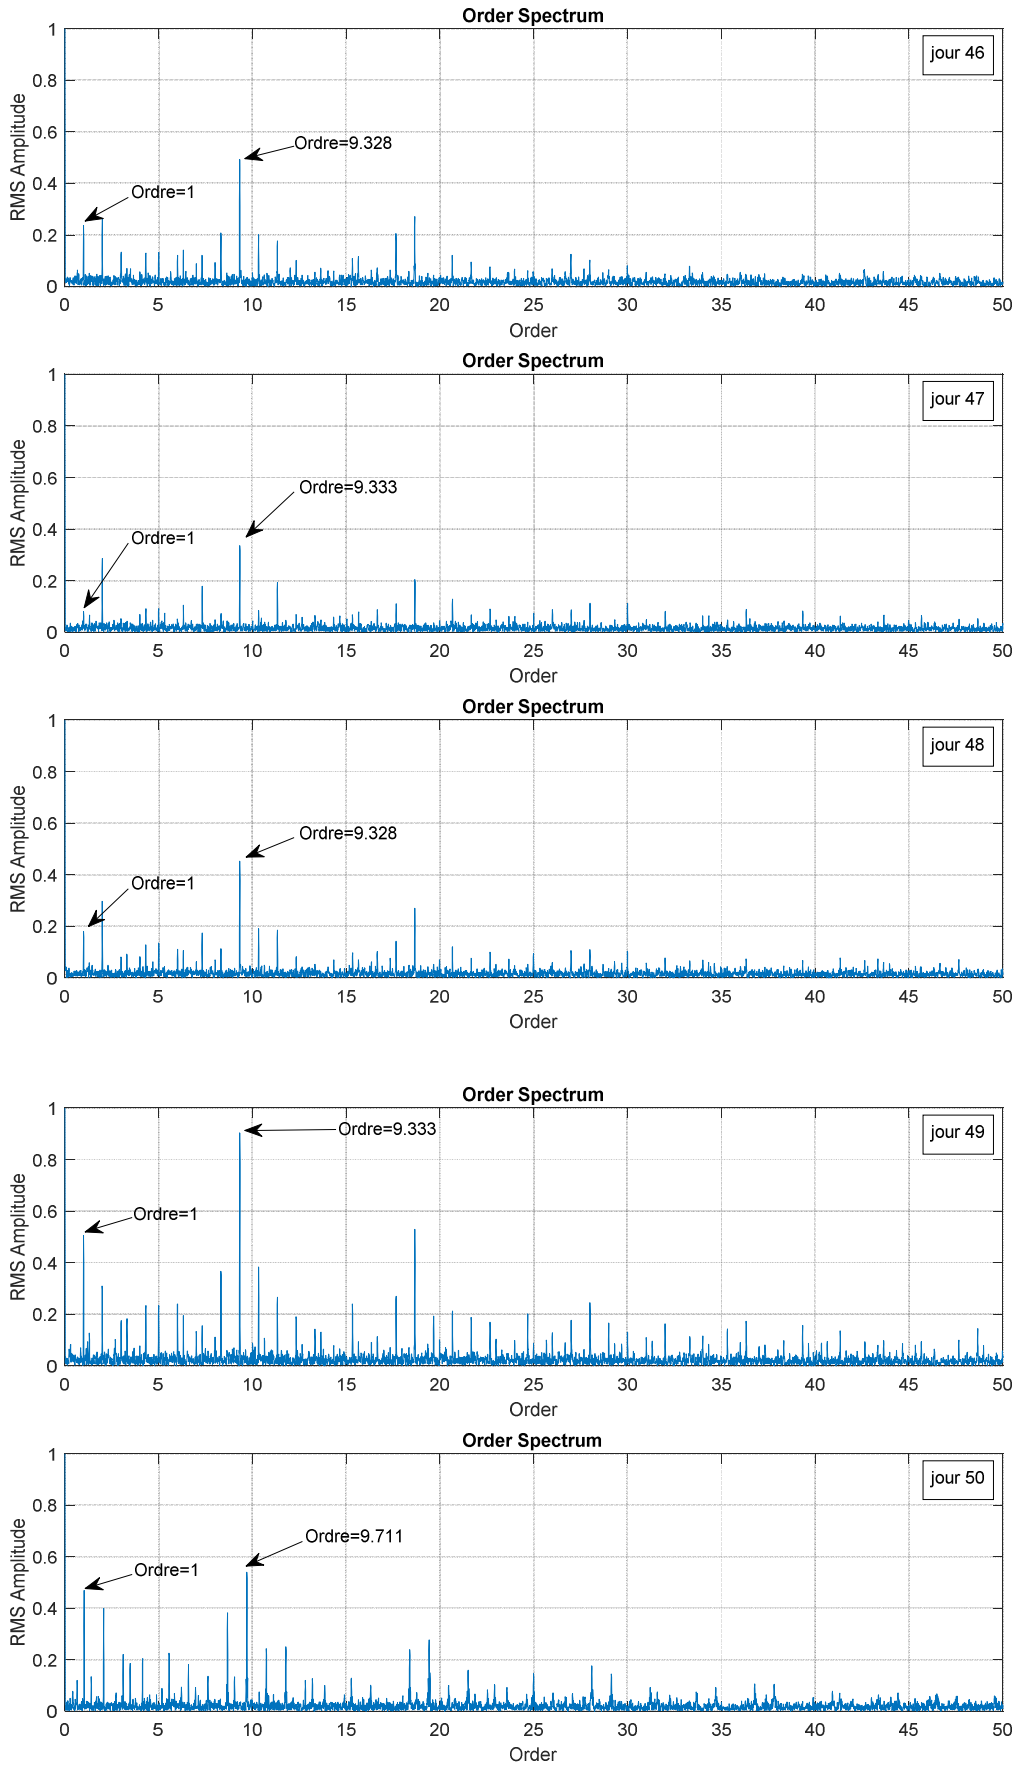 Order Spectrum
jour 46
1
0.8
0.6
0.4
0.2
0
RMS Amplitude
Ordre=9.328
Ordre=1
0 5 10 15 20 25 30 35 40 45 50
Order
Order Spectrum
jour 47
1
0.8
0.6
0.4
0.2
0
RMS Amplitude
Ordre=9.333
Ordre=1
0 5 10 15 20 25 30 35 40 45 50
Order
Order Spectrum
jour 48
1
0.8
0.6
0.4
0.2
0
RMS Amplitude
Ordre=9.328
Ordre=1
0 5 10 15 20 25 30 35 40 45 50
Order
Order Spectrum
jour 49
1
0.8
0.6
0.4
0.2
0
RMS Amplitude
Ordre=9.333
Ordre=1
0 5 10 15 20 25 30 35 40 45 50
Order
Order Spectrum
jour 50
1
0.8
0.6
0.4
0.2
0
RMS Amplitude
Ordre=9.711
Ordre=1
0 5 10 15 20 25 30 35 40 45 50
Order